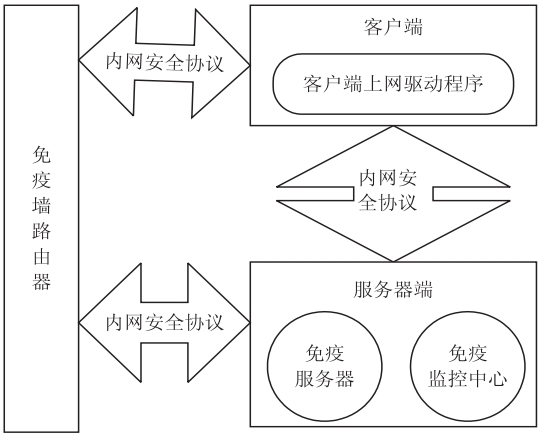 免
疫
墙
路
由
器
内网安全协议
客户端
客户端上网驱动程序
内网安
全协议
内网安全协议
服务器端
免疫
服务器
免疫
监控中心